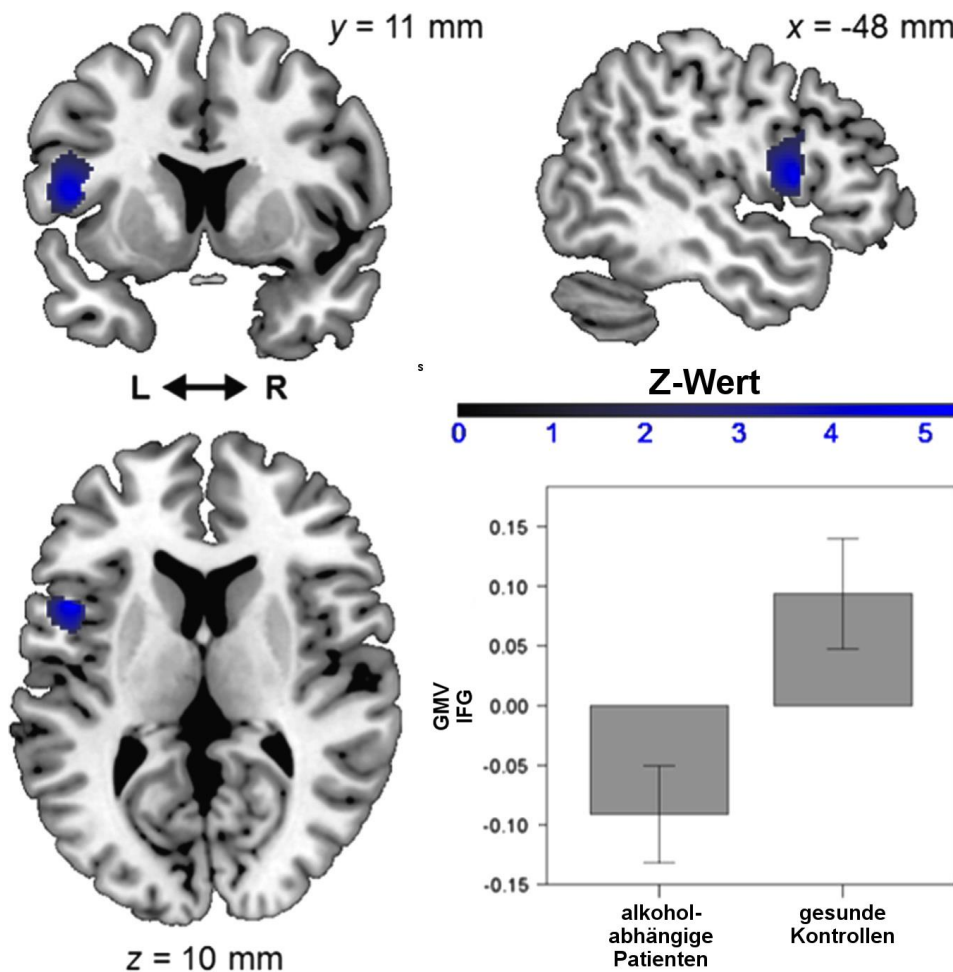 y = 11 mm
x = -48 mm
L R
s
Z-Wert
0 1 2 3 4 5
0.15
0.10
0.05
0.00
-0.05
-0.10
-0.15
GMV
IFG
alkohol-
abhängige
Patienten
gesunde
Kontrollen
z = 10 mm